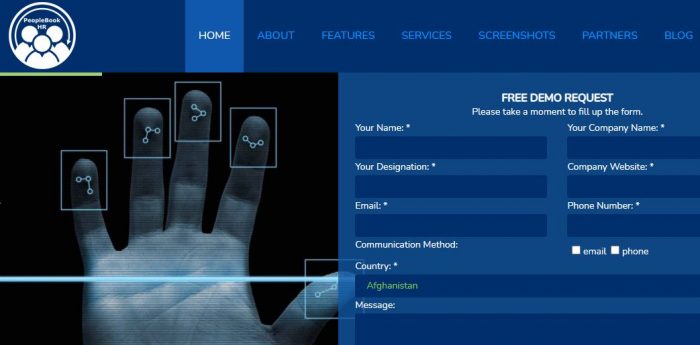 PeopleBook
HR
HOME ABOUT FEATURES SERVICES SCREENSHOTS PARTNERS BLOG
FREE DEMO REQUEST
Please take a moment to fill up the form.
Your Name: * Your Company Name: *
Your Designation: * Company Website: *
Email: * Phone Number: *
Communication Method: email phone
Country: *
Afghanistan
Message: